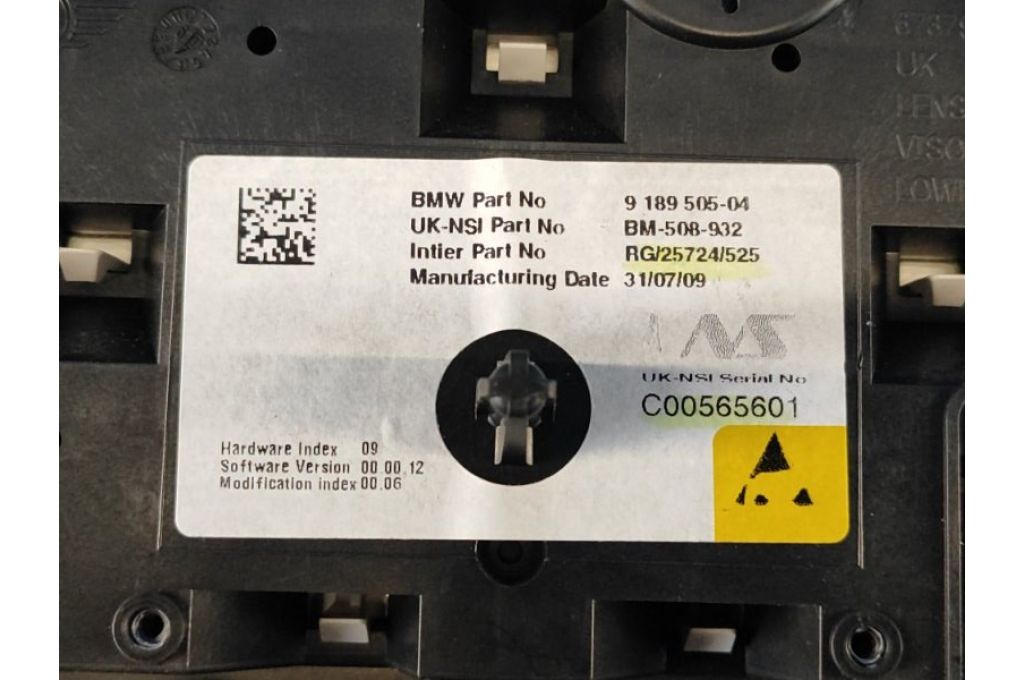 UK
LENS
BMW Part No 9 189 505-04
UK-NSI Part No BM-508-932
Intier Part No RG/25724/525
Manufacturing Date 31/07/09
UK-NSI Serial No
C00565601
Hardware Index 09
Software Version 00.00.12
Modification index 00.06